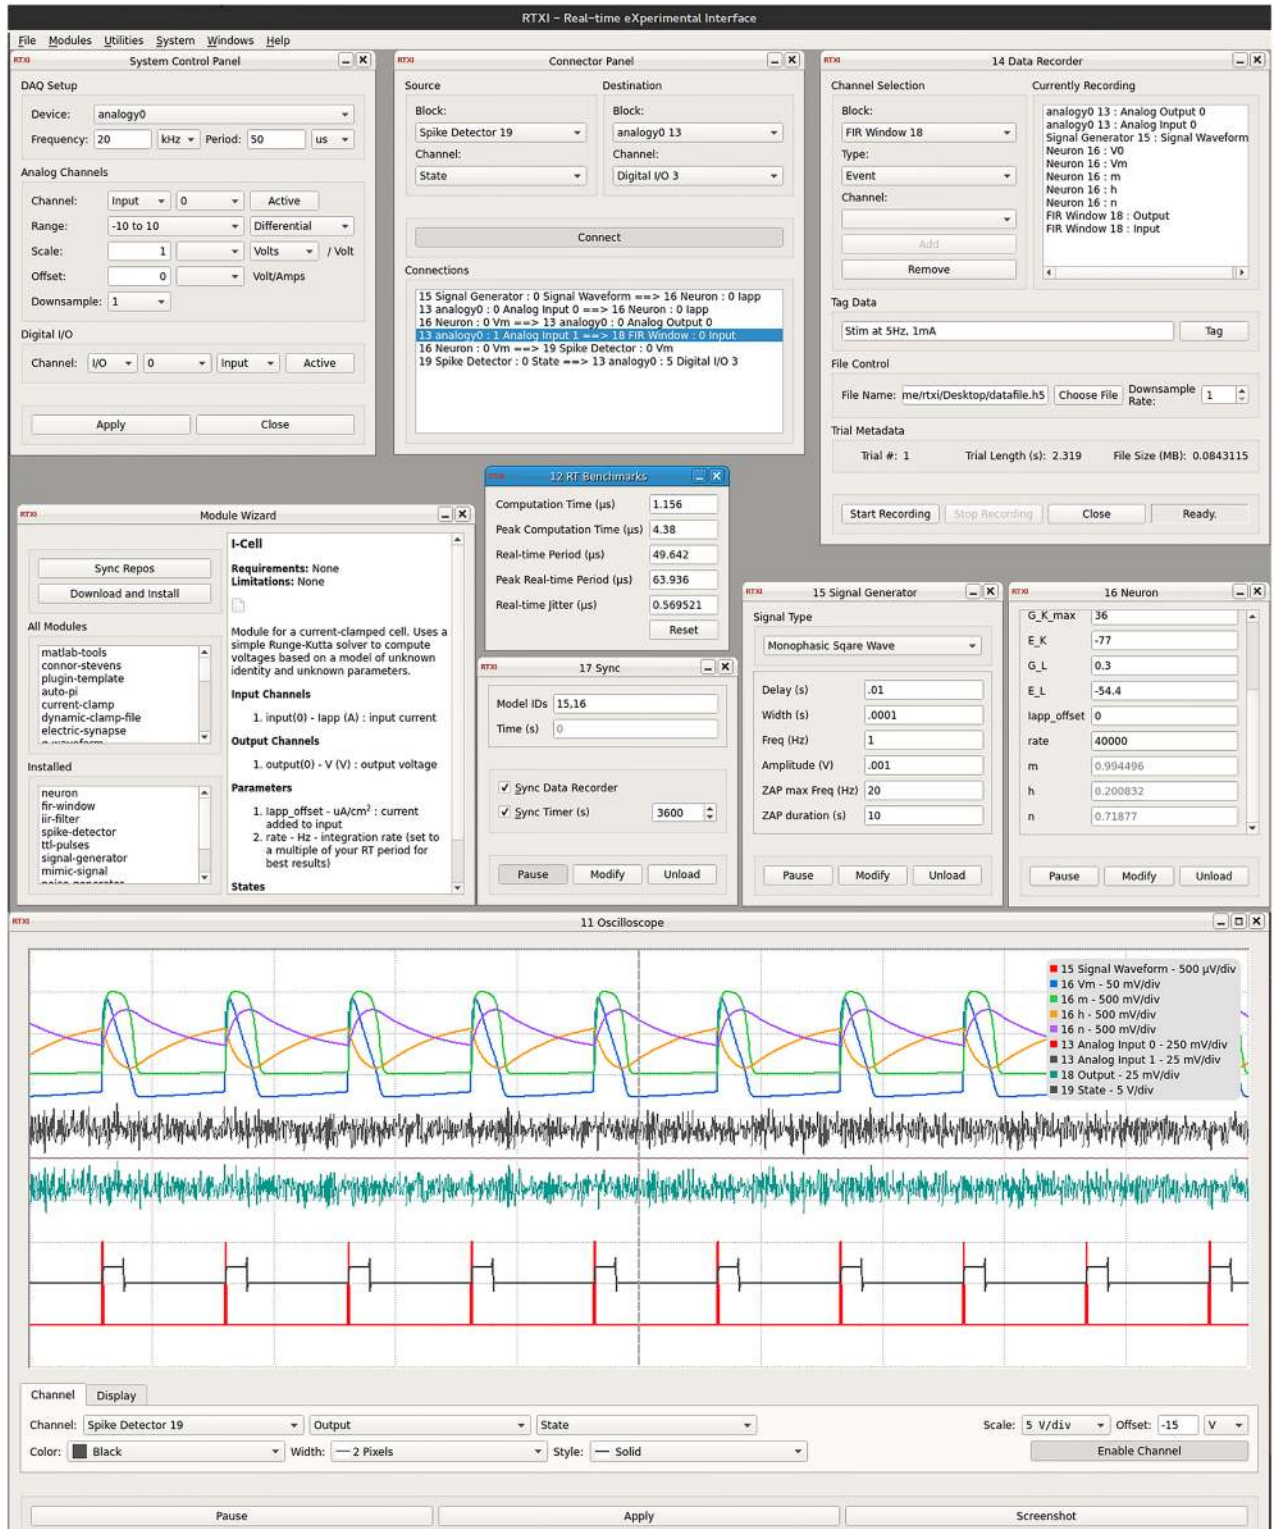 RTXI - Real-time eXperimental Interface
File Modules Utilities System Windows Help
RTXI System Control Panel
DAQ Setup
Device: analogy0
Frequency: 20 kHz Period: 50 us
Analog Channels
Channel: Input 0 Active
Range: -10 to 10 Differential
Scale: 1 Volts / Volt
Offset: 0 Volt/Amps
Downsample: 1
Digital I/O
Channel: I/O 0 Input Active
Apply Close
RTXI Connector Panel
Source Destination
Block: Block:
Spike Detector 19 analogy0 13
Channel: Channel:
State Digital I/O 3
Connect
Connections
15 Signal Generator : 0 Signal Waveform ==> 16 Neuron : 0 Iapp
13 analogy0 : 0 Analog Input 0 ==> 16 Neuron : 0 Iapp
16 Neuron : 0 Vm ==> 13 analogy0 : 0 Analog Output 0
13 analogy0 : 1 Analog Input 1 ==> 18 FIR Window : 0 Input
16 Neuron : 0 Vm ==> 19 Spike Detector : 0 Vm
19 Spike Detector : 0 State ==> 13 analogy0 : 5 Digital I/O 3
RTXI 14 Data Recorder
Channel Selection Currently Recording
Block:
FIR Window 18
Type:
Event
Channel:
Add
Remove
analogy0 13 : Analog Output 0
analogy0 13 : Analog Input 0
Signal Generator 15 : Signal Waveform
Neuron 16 : V0
Neuron 16 : Vm
Neuron 16 : m
Neuron 16 : h
Neuron 16 : n
FIR Window 18 : Output
FIR Window 18 : Input
Tag Data
Stim at 5Hz, 1mA Tag
File Control
File Name: me/rtxi/Desktop/datafile.h5 Choose File Downsample Rate: 1
Trial Metadata
Trial #: 1 Trial Length (s): 2.319 File Size (MB): 0.0843115
Start Recording Stop Recording Close Ready.
RTXI Module Wizard
Sync Repos
Download and Install
All Modules
matlab-tools
connor-stevens
plugin-template
auto-pi
current-clamp
dynamic-clamp-file
electric-synapse
Installed
neuron
fir-window
iir-filter
spike-detector
ttl-pulses
signal-generator
mimic-signal
I-Cell
Requirements: None
Limitations: None
Module for a current-clamped cell. Uses a
simple Runge-Kutta solver to compute
voltages based on a model of unknown
identity and unknown parameters.
Input Channels
1. input(0) - Iapp (A) : input current
Output Channels
1. output(0) - V (V) : output voltage
Parameters
1. Iapp_offset - uA/cm² : current
added to input
2. rate - Hz - integration rate (set to
a multiple of your RT period for
best results)
States
12 RT Benchmarks
Computation Time (µs) 1.156
Peak Computation Time (µs) 4.38
Real-time Period (µs) 49.642
Peak Real-time Period (µs) 63.936
Real-time Jitter (µs) 0.569521
Reset
RTXI 17 Sync
Model IDs 15,16
Time (s) 0
Sync Data Recorder
Sync Timer (s) 3600
Pause Modify Unload
RTXI 15 Signal Generator
Signal Type
Monophasic Sqare Wave
Delay (s) .01
Width (s) .0001
Freq (Hz) 1
Amplitude (V) .001
ZAP max Freq (Hz) 20
ZAP duration (s) 10
Pause Modify Unload
RTXI 16 Neuron
G_K_max 36
E_K -77
G_L 0.3
E_L -54.4
Iapp_offset 0
rate 40000
m 0.994496
h 0.200832
n 0.71877
Pause Modify Unload
RTXI 11 Oscilloscope
15 Signal Waveform - 500 µV/div
16 Vm - 50 mV/div
16 m - 500 mV/div
16 h - 500 mV/div
16 n - 500 mV/div
13 Analog Input 0 - 250 mV/div
13 Analog Input 1 - 25 mV/div
18 Output - 25 mV/div
19 State - 5 V/div
Channel Display
Channel: Spike Detector 19 Output State Scale: 5 V/div Offset: -15 V
Color: Black Width: 2 Pixels Style: Solid Enable Channel
Pause Apply Screenshot